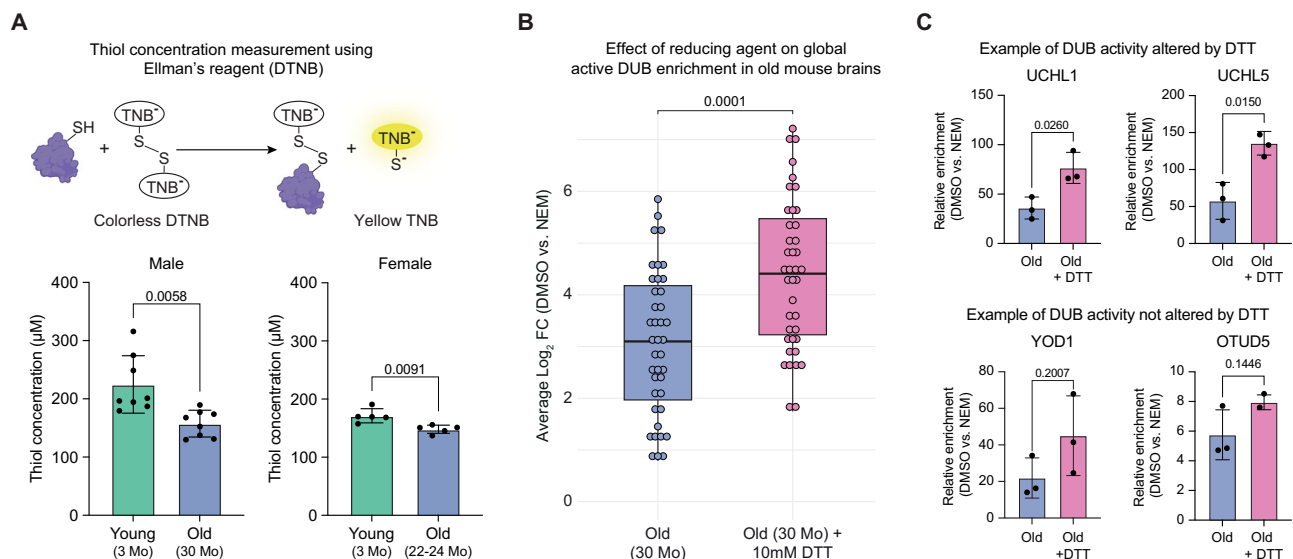 A
Thiol concentration measurement using
Ellman's reagent (DTNB)
SH
+
TNB-
S
S
TNB-
TNB-
S
S
+
TNB-
S-
Colorless DTNB
Yellow TNB
Male
Thiol concentration (µM)
400
300
200
100
0
0.0058
Young
(3 Mo)
Old
(30 Mo)
Female
Thiol concentration (µM)
400
300
200
100
0
0.0091
Young
(3 Mo)
Old
(22-24 Mo)
B
Effect of reducing agent on global
active DUB enrichment in old mouse brains
0.0001
Average Log2 FC (DMSO vs. NEM)
6
4
2
0
Old
(30 Mo)
Old (30 Mo) +
10mM DTT
C
Example of DUB activity altered by DTT
UCHL1
Relative enrichment
(DMSO vs. NEM)
100
75
50
25
0
0.0260
Old
Old
+ DTT
UCHL5
Relative enrichment
(DMSO vs. NEM)
200
150
100
50
0
0.0150
Old
Old
+ DTT
Example of DUB activity not altered by DTT
YOD1
Relative enrichment
(DMSO vs. NEM)
80
60
40
20
0
0.2007
Old
Old
+DTT
OTUD5
Relative enrichment
(DMSO vs. NEM)
10
8
6
4
2
0
0.1446
Old
Old
+DTT